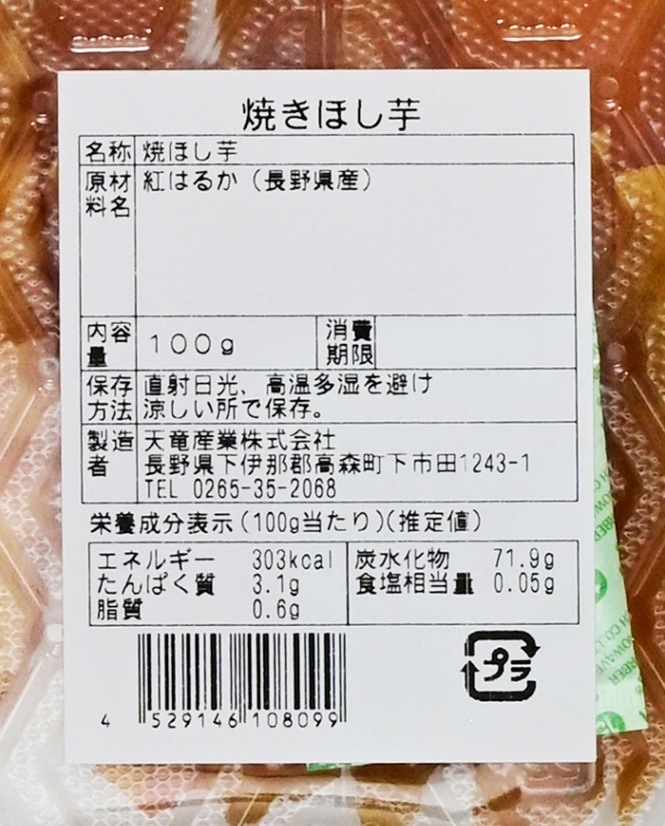 焼きほし芋
名称 焼ほし芋
原材料名 紅はるか（長野県産）
内容量 100g 消費期限
保存方法 直射日光、高温多湿を避け
涼しい所で保存。
製造者 天竜産業株式会社
長野県下伊那郡高森町下市田1243-1
TEL 0265-35-2068
栄養成分表示（100g当たり）（推定値）
エネルギー 303kcal 炭水化物 71.9g
たんぱく質 3.1g 食塩相当量 0.05g
脂質 0.6g
プラ
4 529146 108099